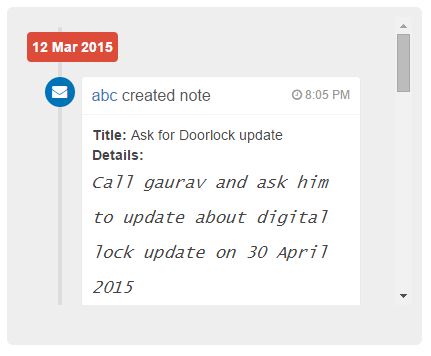 12 Mar 2015
abc created note 8:05 PM
Title: Ask for Doorlock update
Details:
Call gaurav and ask him
to update about digital
lock update on 30 April
2015